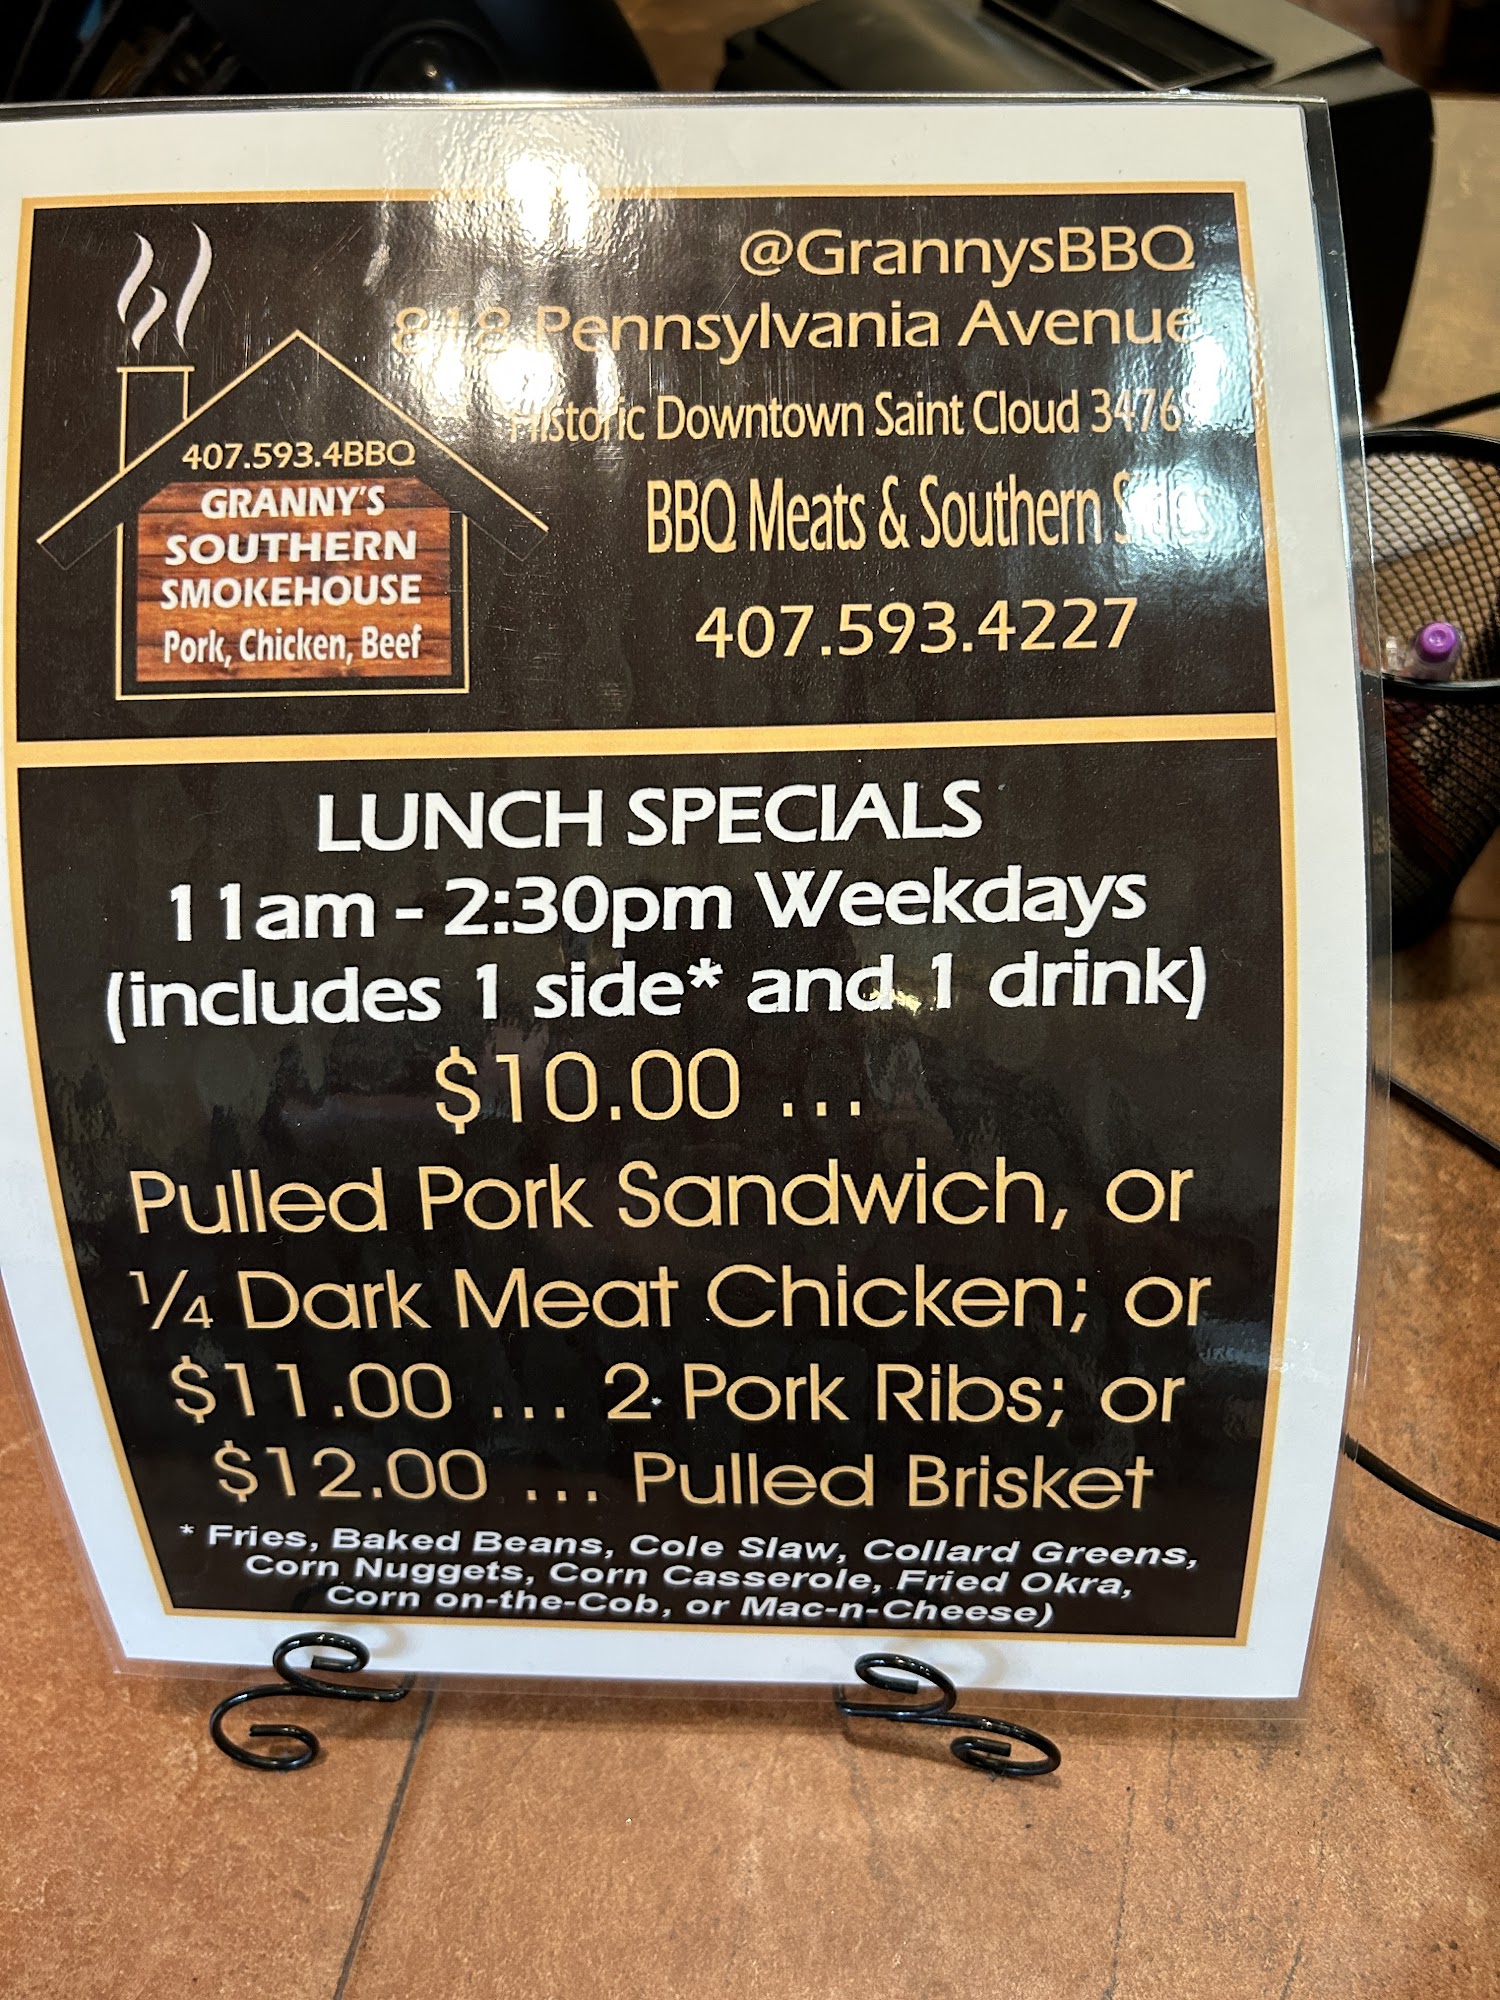 @GrannysBBQ
818 Pennsylvania Avenue
Historic Downtown Saint Cloud
BBQ Meats & Southern Sides
407.593.4227
407.593.4BBQ
GRANNY'S
SOUTHERN
SMOKEHOUSE
Pork, Chicken, Beef
LUNCH SPECIALS
11am - 2:30pm Weekdays
(includes 1 side* and 1 drink)
$10.00 ...
Pulled Pork Sandwich, or
1/4 Dark Meat Chicken; or
$11.00 ... 2 Pork Ribs; or
$12.00 ... Pulled Brisket
* Fries, Baked Beans, Cole Slaw, Collard Greens,
Corn Nuggets, Corn Casserole, Fried Okra,
Corn on-the-Cob, or Mac-n-Cheese)